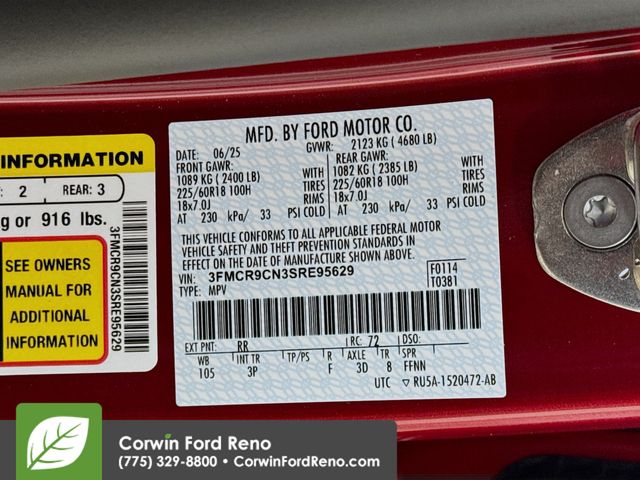 INFORMATION
: 2
REAR: 3
g or 916 lbs.
3FMCR9CN3SRE95629
SEE OWNERS
MANUAL FOR
ADDITIONAL
INFORMATION
MFD. BY FORD MOTOR CO.
DATE: 06/25 GVWR: 2123 KG ( 4680 LB)
FRONT GAWR: REAR GAWR:
1089 KG ( 2400 LB) 1082 KG ( 2385 LB)
225/60R18 100H TIRES 225/60R18 100H TIRES
18x7.0J RIMS 18x7.0J RIMS
AT 230 kPa/ 33 PSI COLD AT 230 kPa/ 33 PSI COLD
THIS VEHICLE CONFORMS TO ALL APPLICABLE FEDERAL MOTOR
VEHICLE SAFETY AND THEFT PREVENTION STANDARDS IN
EFFECT ON THE DATE OF MANUFACTURE SHOWN ABOVE.
VIN: 3FMCR9CN3SRE95629 F0114
TYPE: MPV T0381
EXT PNT: RR RC: 72 DSO:
WB INT TR TP/PS R AXLE TR SPR
105 3P F 3D 8 FFNN
UTC RU5A-1520472-AB
Corwin Ford Reno
(775) 329-8800 • CorwinFordReno.com